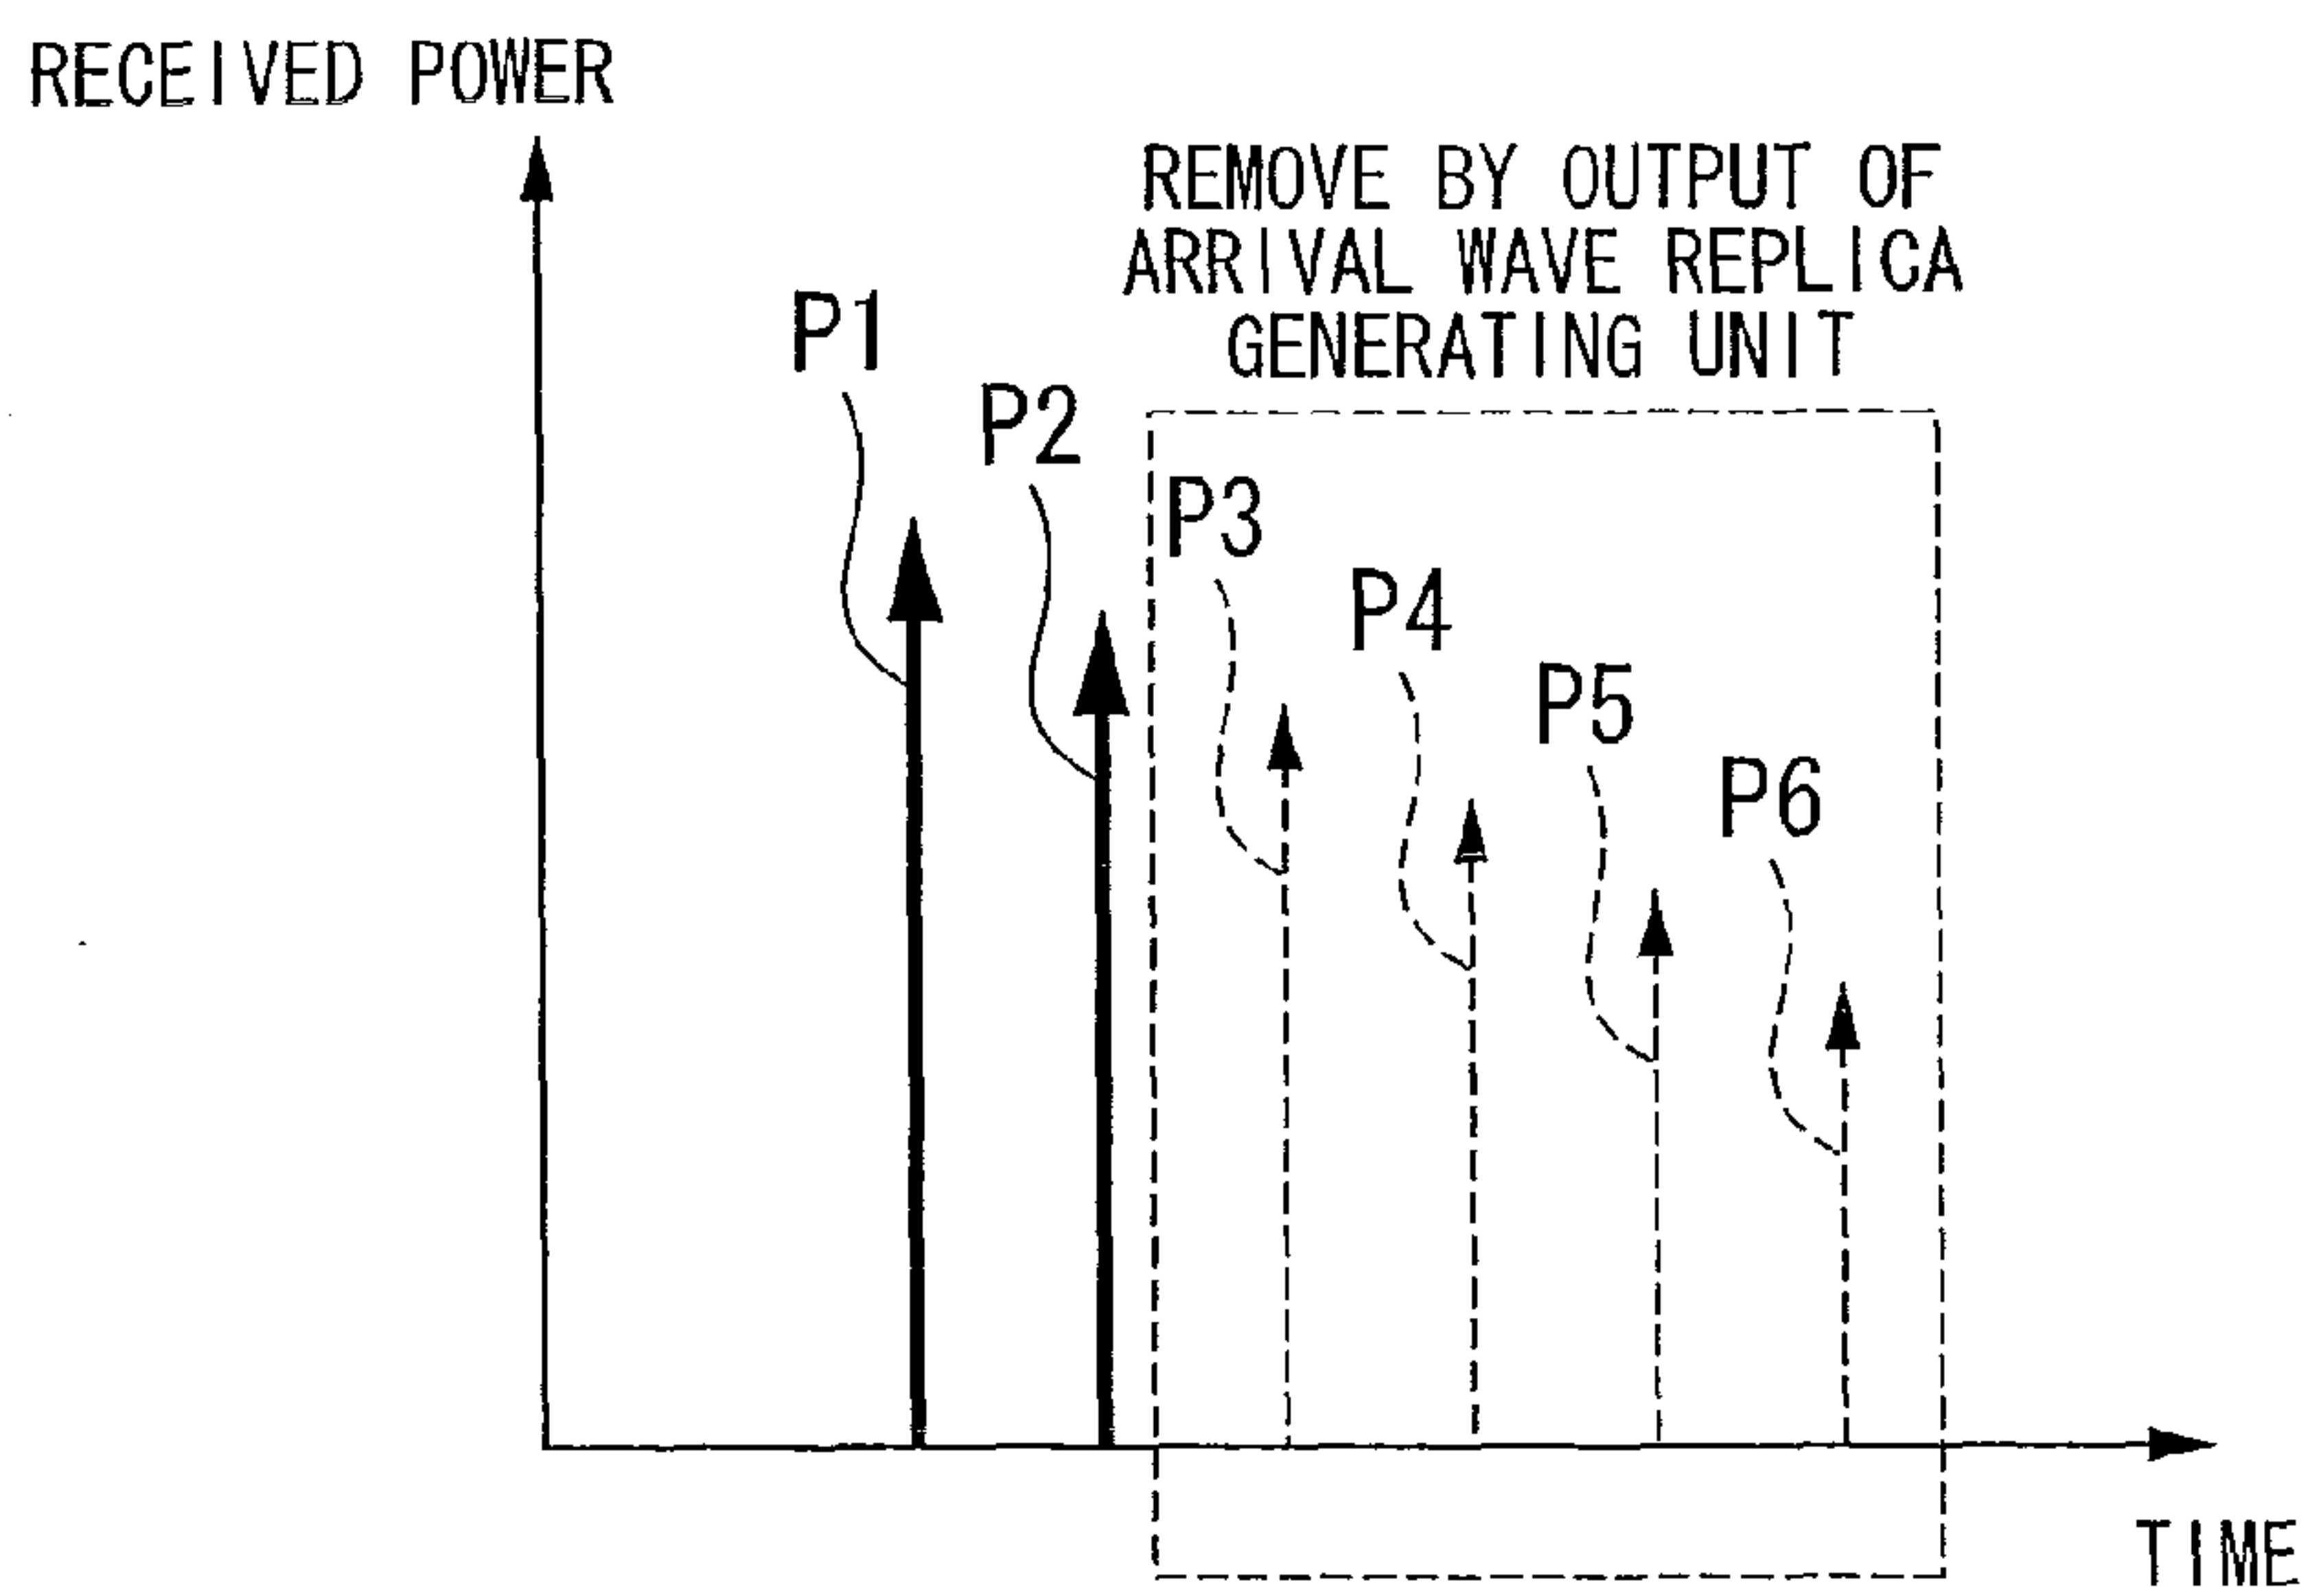 RECEIVED POWER
REMOVE BY OUTPUT OF
ARRIVAL WAVE REPLICA
GENERATING UNIT
P1
P2
P3
P4
P5
P6
TIME